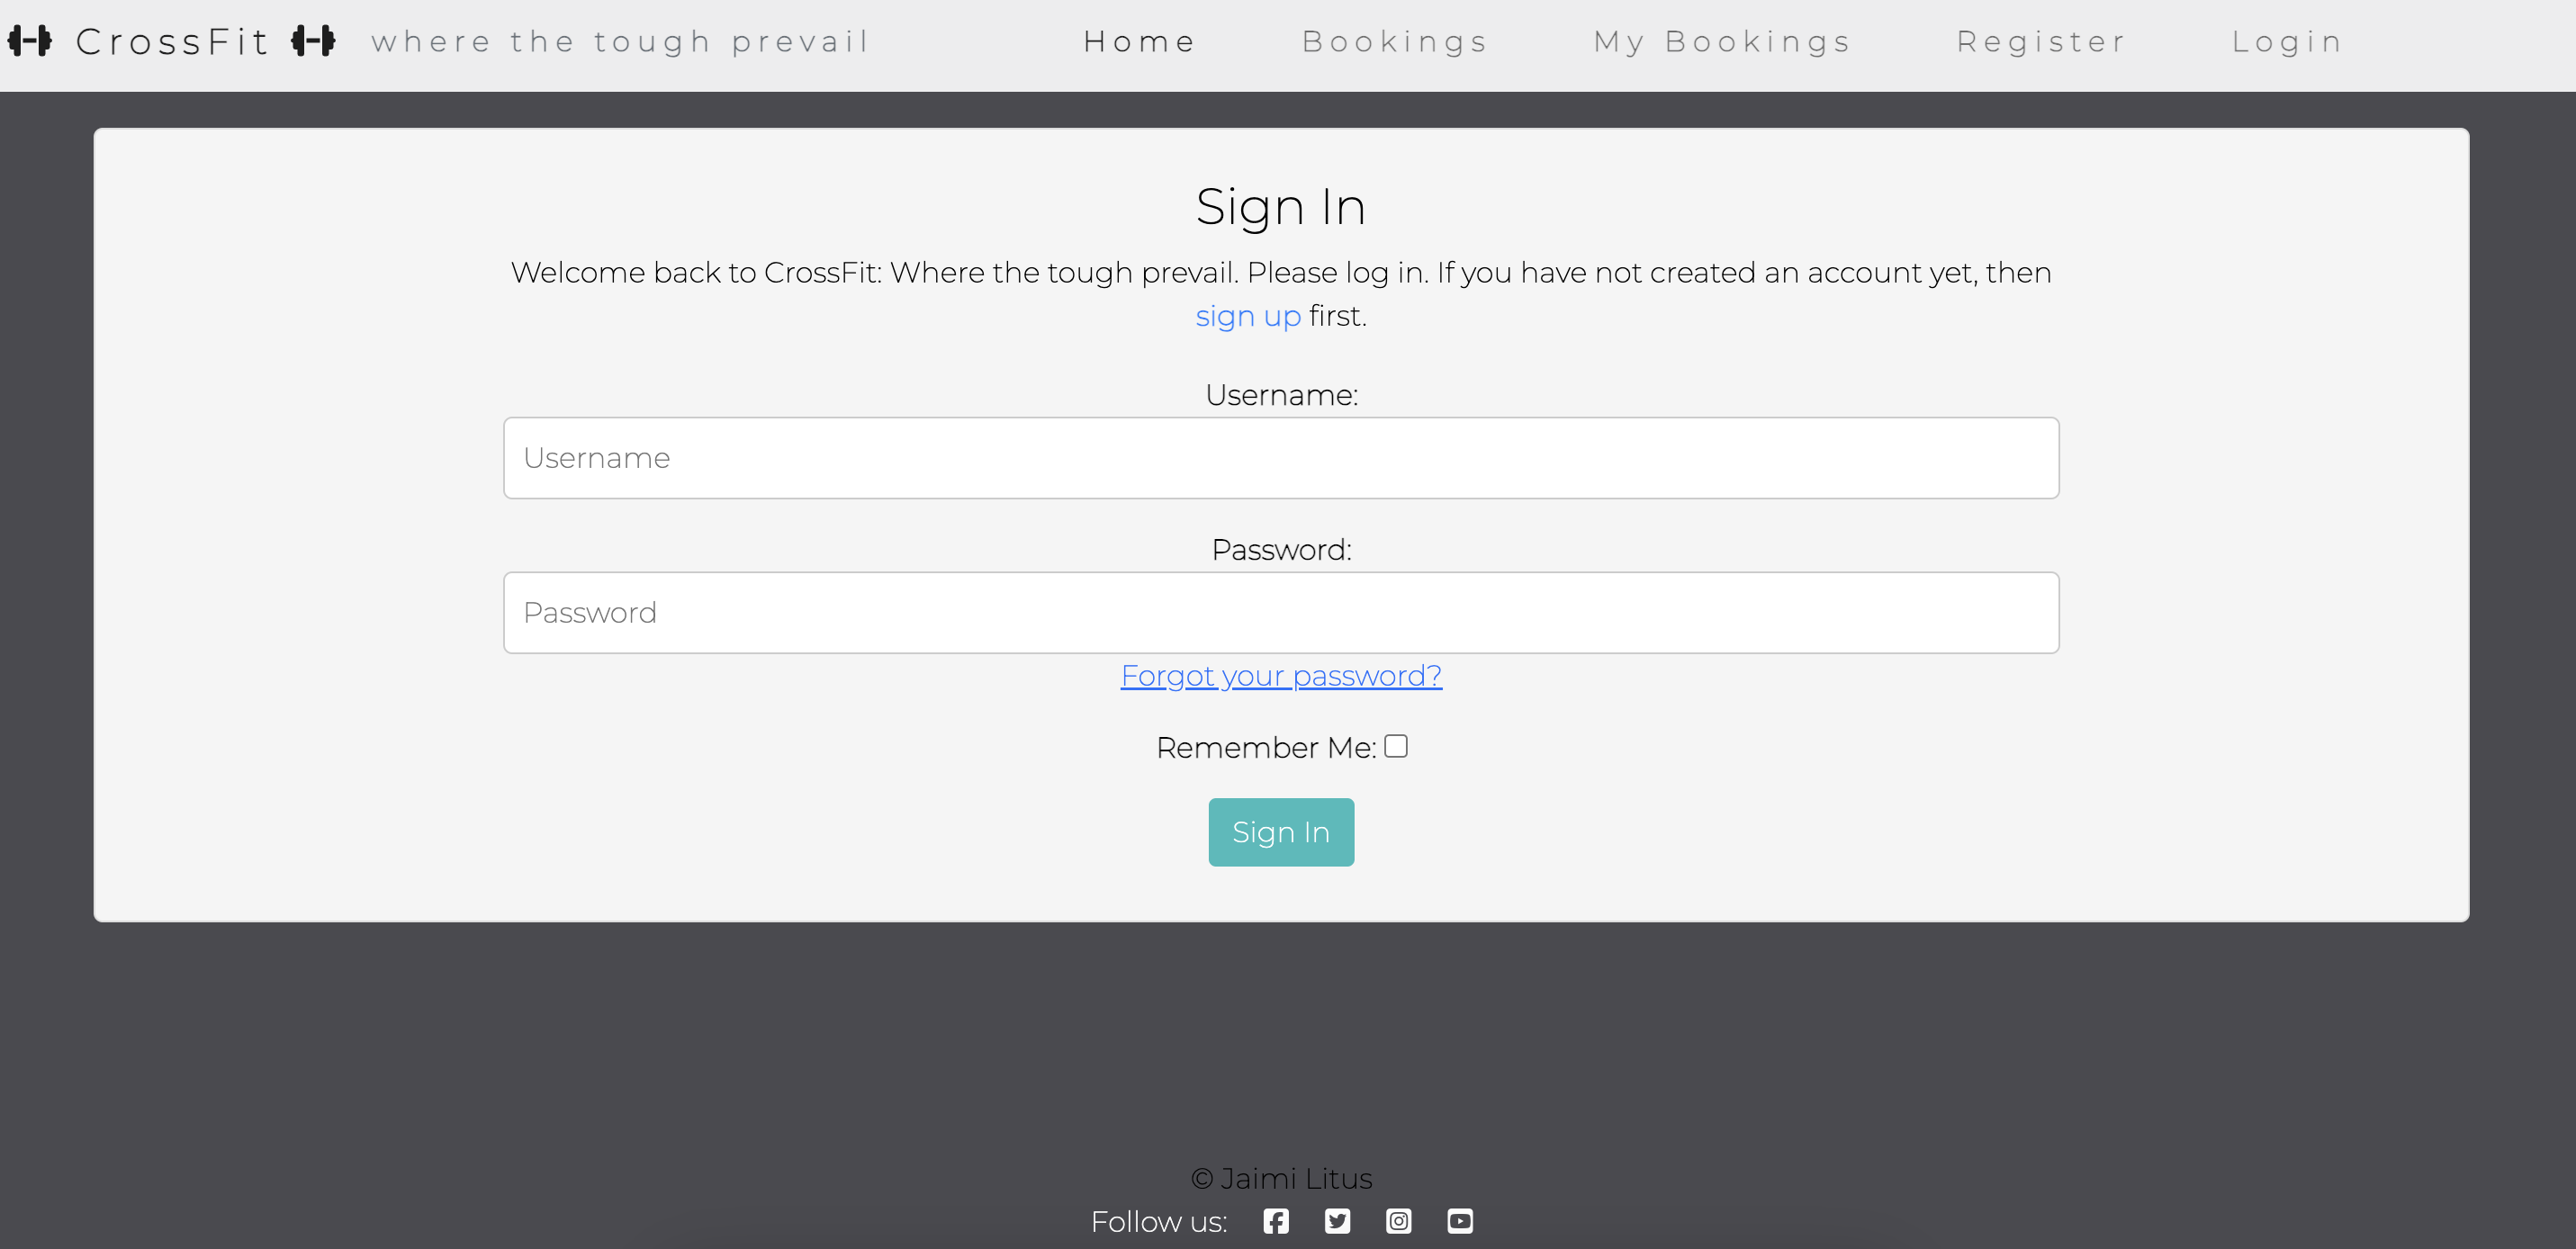 CrossFit where the tough prevail Home Bookings My Bookings Register Login
Sign In
Welcome back to CrossFit: Where the tough prevail. Please log in. If you have not created an account yet, then
sign up first.
Username:
Username
Password:
Password
Forgot your password?
Remember Me:
Sign In
© Jaimi Litus
Follow us: